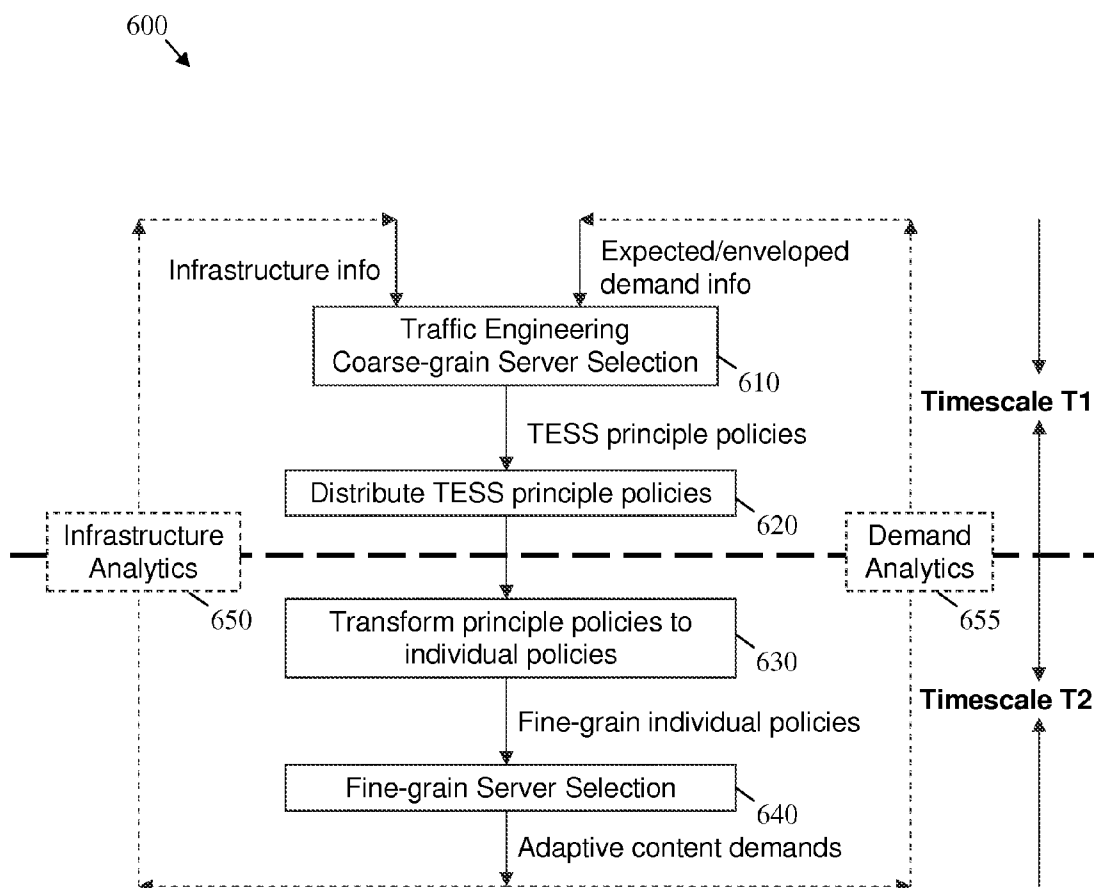 600
Infrastructure info
Expected/enveloped
demand info
Traffic Engineering
Coarse-grain Server Selection
610
Timescale T1
TESS principle policies
Distribute TESS principle policies
620
Infrastructure
Analytics
650
Demand
Analytics
655
Transform principle policies to
individual policies
630
Timescale T2
Fine-grain individual policies
Fine-grain Server Selection
640
Adaptive content demands